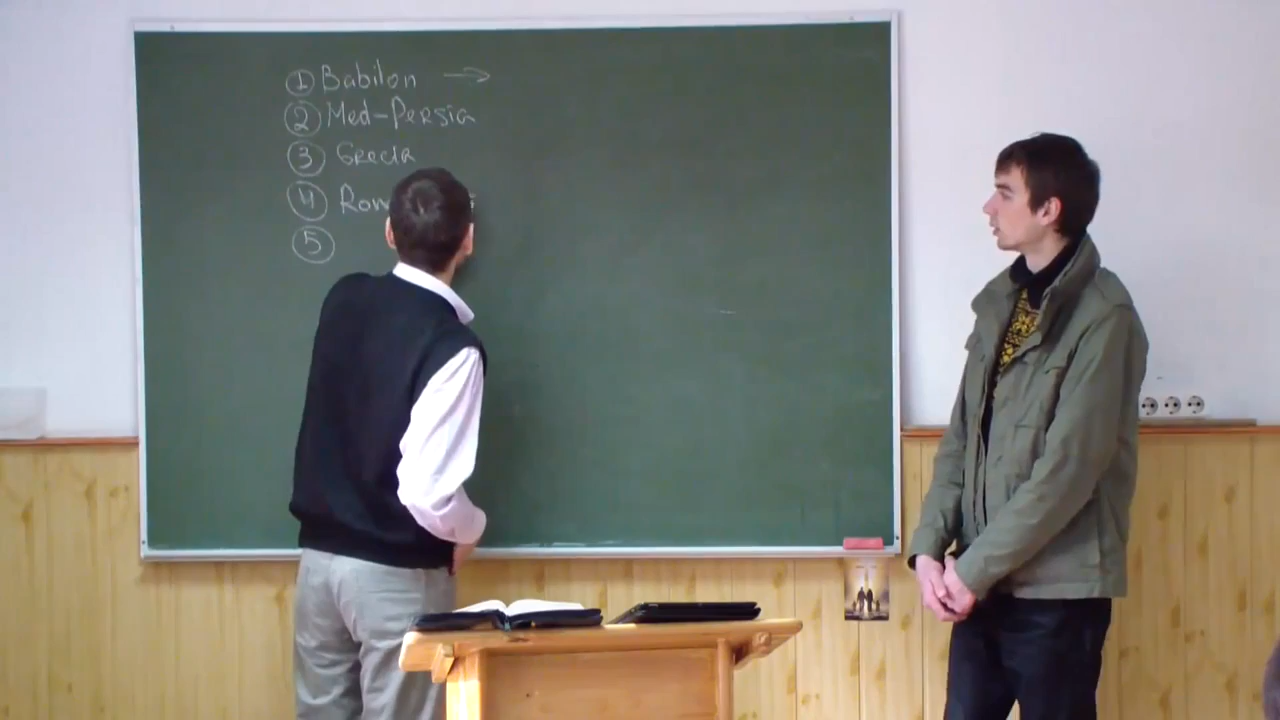 ① Babilon →
② Med-Persia
③ Grecia
④
⑤